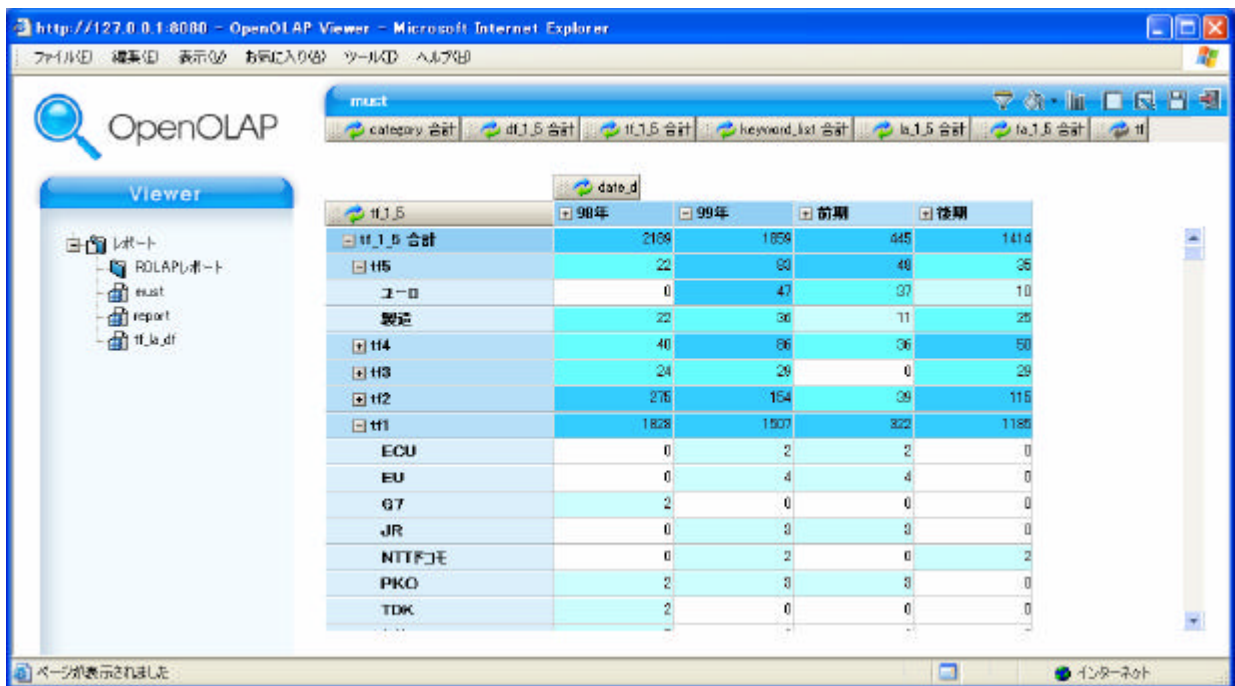 http://127.0.0.1:8080 - OpenOLAP Viewer - Microsoft Internet Explorer
ファイル(E) 編集(E) 表示(V) お気に入り(A) ツール(T) ヘルプ(H)
OpenOLAP
must
category 合計 df_1_5 合計 tf_1_5 合計 keyword_list 合計 la_1_5 合計 fa_1_5 合計 tf
Viewer
レポート
ROLAPレポート
must
report
tf_la_df
date_d
tf_1_5 98年 99年 前期 後期
tf_1_5 合計 2189 1859 445 1414
tf5 22 83 48 35
ユーロ 0 47 37 10
製造 22 36 11 25
tf4 40 86 36 50
tf3 24 29 0 29
tf2 275 154 39 115
tf1 1828 1507 322 1185
ECU 0 2 2 0
EU 0 4 4 0
G7 2 0 0 0
JR 0 3 3 0
NTTドコモ 0 2 0 2
PKO 2 3 3 0
TDK 2 0 0 0
ページが表示されました インターネット